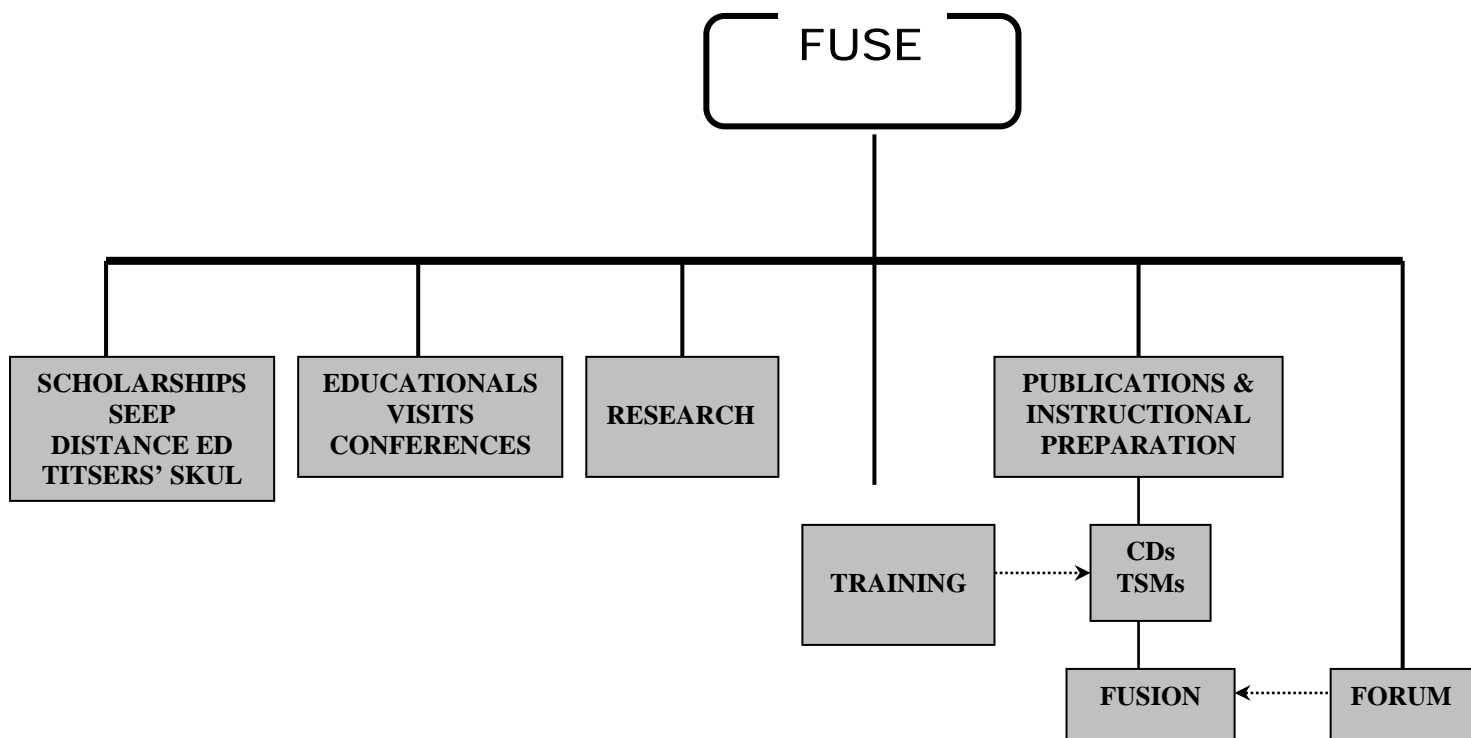 FUSE
SCHOLARSHIPS
SEEP
DISTANCE ED
TITSERS’ SKUL
EDUCATIONALS
VISITS
CONFERENCES
RESEARCH
PUBLICATIONS &
INSTRUCTIONAL
PREPARATION
TRAINING
CDs
TSMs
FUSION
FORUM